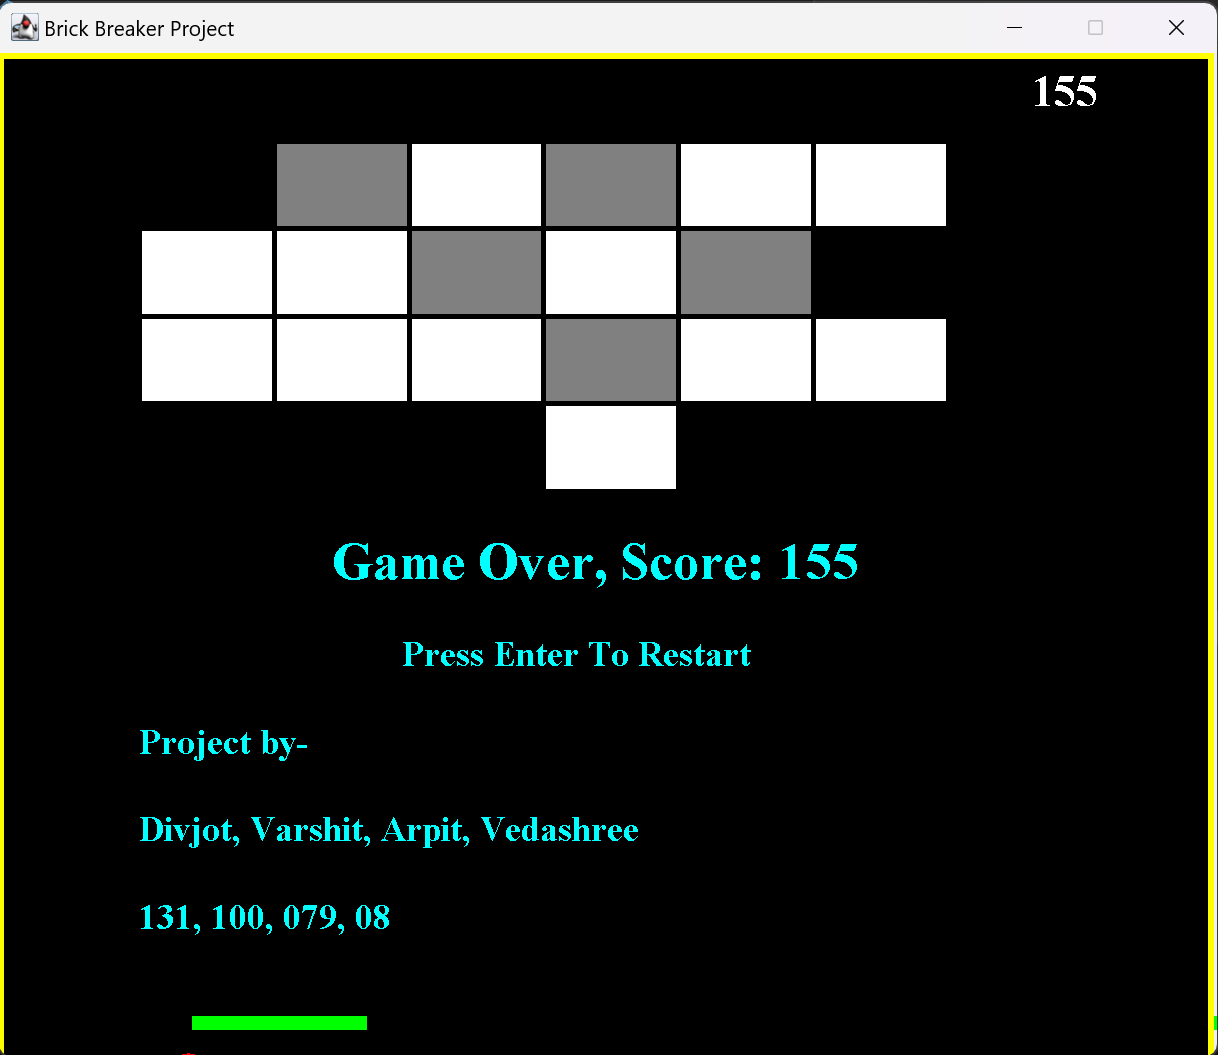 Brick Breaker Project
155
Game Over, Score: 155
Press Enter To Restart
Project by-
Divjot, Varshit, Arpit, Vedashree
131, 100, 079, 08